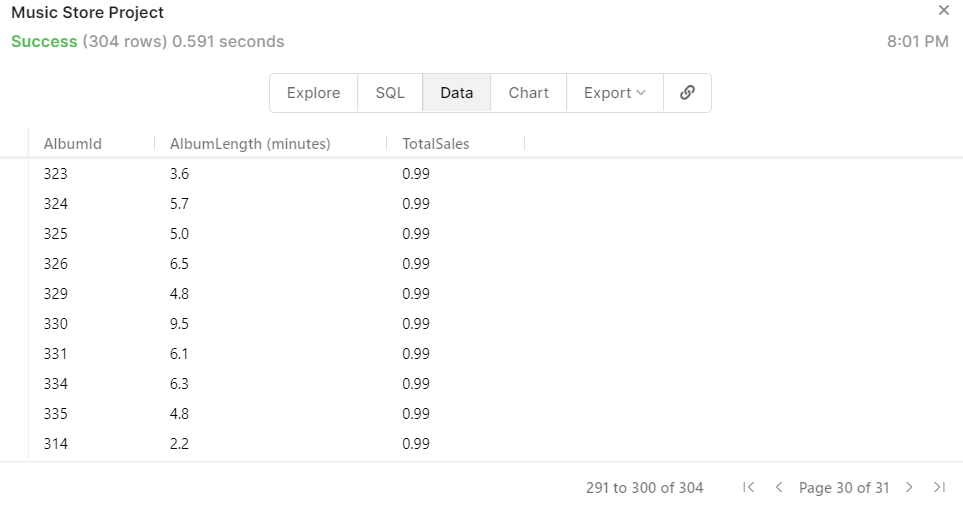 Music Store Project
Success (304 rows) 0.591 seconds 8:01 PM
Explore SQL Data Chart Export
AlbumId AlbumLength (minutes) TotalSales
323 3.6 0.99
324 5.7 0.99
325 5.0 0.99
326 6.5 0.99
329 4.8 0.99
330 9.5 0.99
331 6.1 0.99
334 6.3 0.99
335 4.8 0.99
314 2.2 0.99
291 to 300 of 304 Page 30 of 31